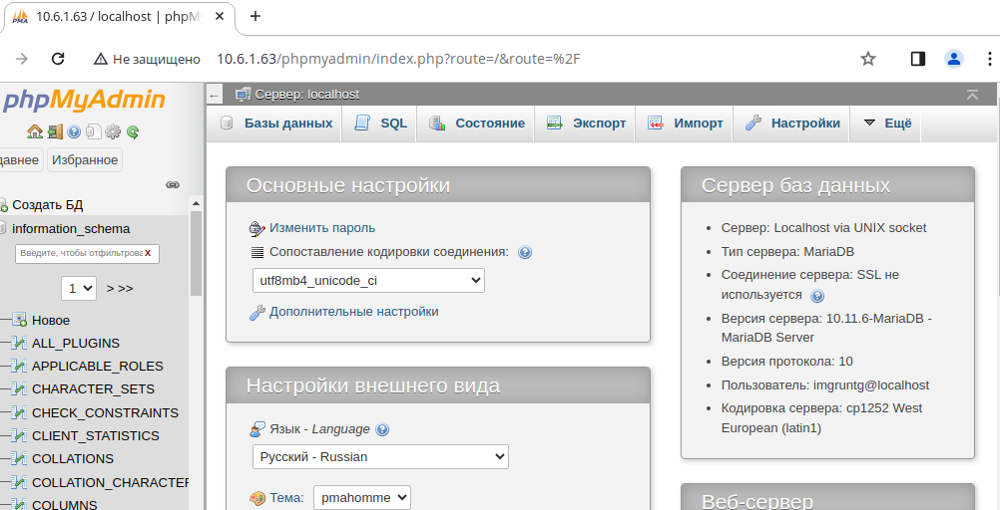 10.6.1.63 / localhost | phpM
Не защищено
10.6.1.63/phpmyadmin/index.php?route=/&route=%2F
phpMyAdmin
давнее
Избранное
Создать БД
information_schema
Введите, чтобы отфильтрова X
1 > >>
Новое
ALL_PLUGINS
APPLICABLE_ROLES
CHARACTER_SETS
CHECK_CONSTRAINTS
CLIENT_STATISTICS
COLLATIONS
COLLATION_CHARACTER
COLUMNS
← Сервер: localhost
Базы данных SQL Состояние Экспорт Импорт Настройки Ещё
Основные настройки
Изменить пароль
Сопоставление кодировки соединения:
utf8mb4_unicode_ci
Дополнительные настройки
Настройки внешнего вида
Язык - Language
Русский - Russian
Тема: pmahomme
Сервер баз данных
Сервер: Localhost via UNIX socket
Тип сервера: MariaDB
Соединение сервера: SSL не
используется
Версия сервера: 10.11.6-MariaDB -
MariaDB Server
Версия протокола: 10
Пользователь: imgruntg@localhost
Кодировка сервера: cp1252 West
European (latin1)
Веб-сервер